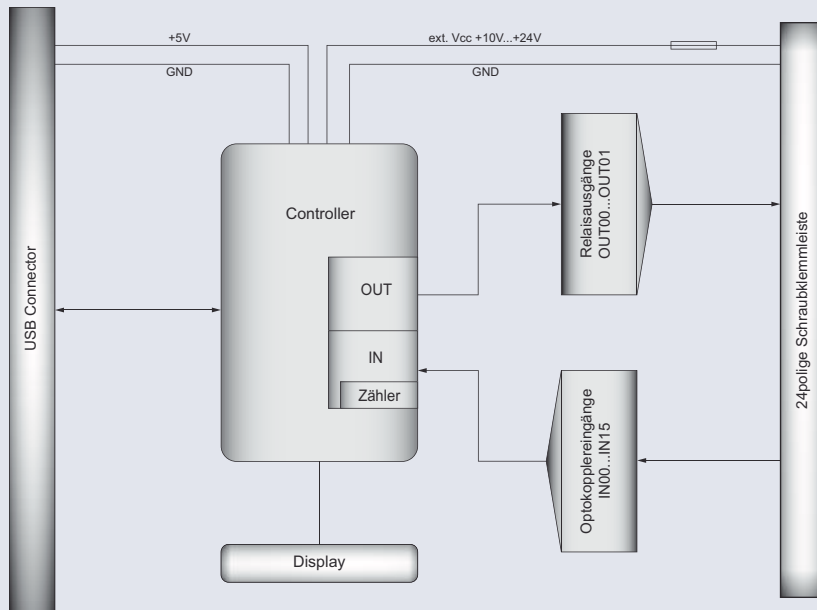 +5V
ext. Vcc +10V...+24V
GND
GND
USB Connector
Controller
OUT
IN
Zähler
Display
Relaisausgänge
OUT00...OUT01
Optokopplereingänge
IN00...IN15
24polige Schraubklemmleiste